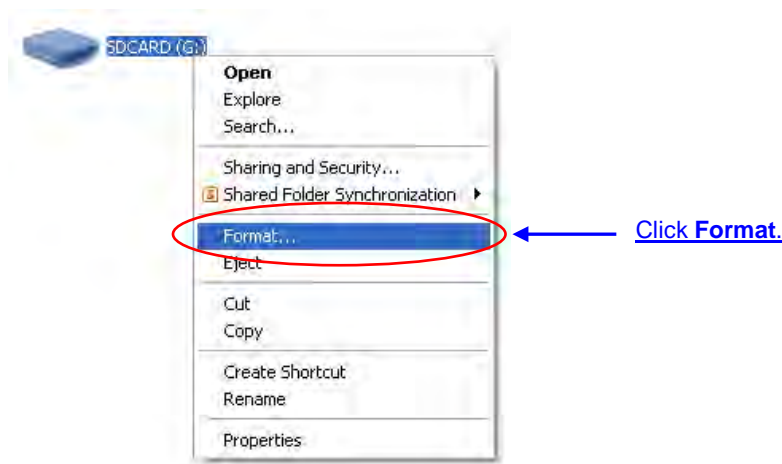 SDCARD (G:)
Open
Explore
Search...
Sharing and Security...
Shared Folder Synchronization
Format...
Click Format.
Eject
Cut
Copy
Create Shortcut
Rename
Properties